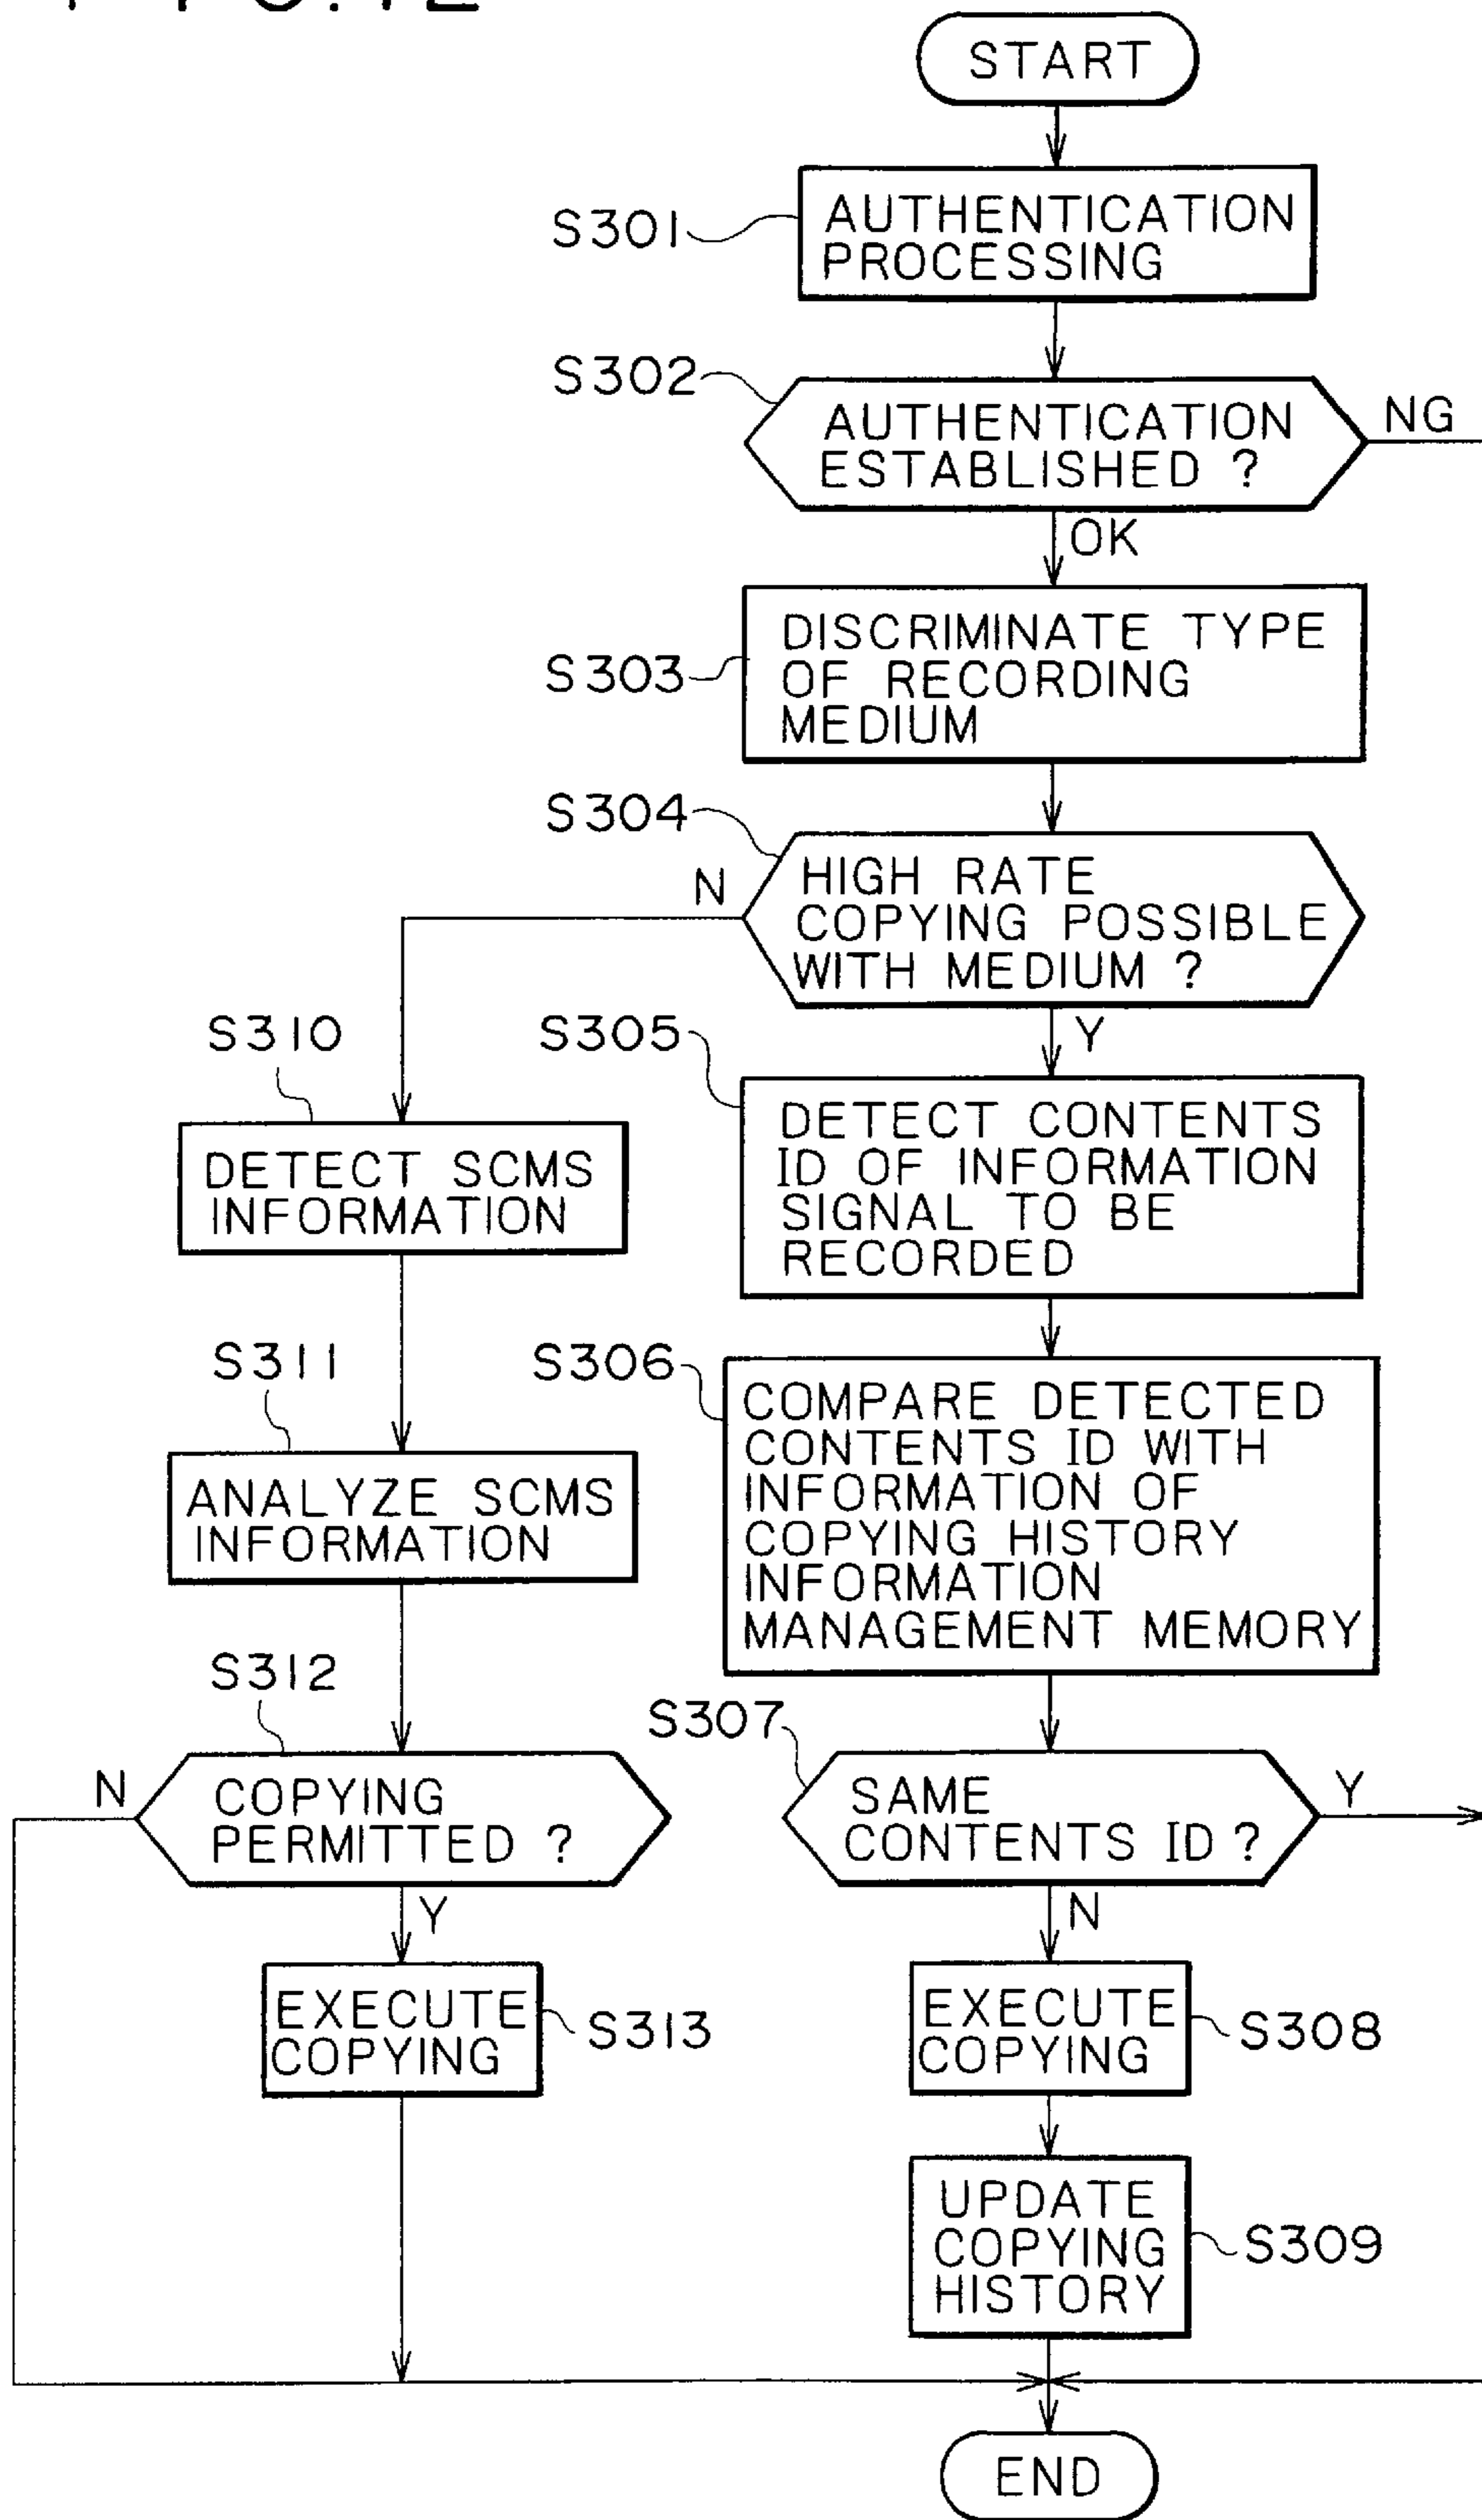 START
S301
AUTHENTICATION
PROCESSING
S302
AUTHENTICATION
ESTABLISHED ?
NG
OK
S303
DISCRIMINATE TYPE
OF RECORDING
MEDIUM
S304
N
HIGH RATE
COPYING POSSIBLE
WITH MEDIUM ?
Y
S310
DETECT SCMS
INFORMATION
S305
DETECT CONTENTS
ID OF INFORMATION
SIGNAL TO BE
RECORDED
S311
ANALYZE SCMS
INFORMATION
S306
COMPARE DETECTED
CONTENTS ID WITH
INFORMATION OF
COPYING HISTORY
INFORMATION
MANAGEMENT MEMORY
S312
N
COPYING
PERMITTED ?
Y
S307
SAME
CONTENTS ID ?
Y
N
EXECUTE
COPYING
S313
EXECUTE
COPYING
S308
UPDATE
COPYING
HISTORY
S309
END